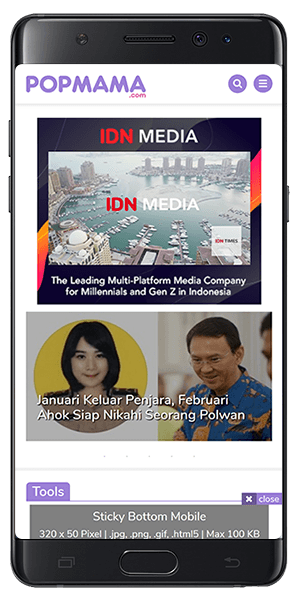 POPMAMA
.com
IDN MEDIA
IDN MEDIA
IDN TIMES
The Leading Multi-Platform Media Company
for Millennials and Gen Z in Indonesia
Januari Keluar Penjara, Februari
Ahok Siap Nikahi Seorang Polwan
Tools
close
Sticky Bottom Mobile
320 x 50 Pixel | .jpg, .png, .gif, .html5 | Max 100 KB